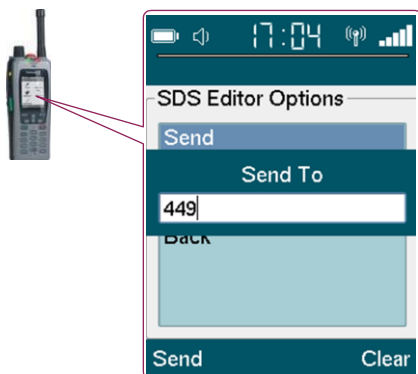 17:04
SDS Editor Options
Send
Send To
449
Back
Send Clear